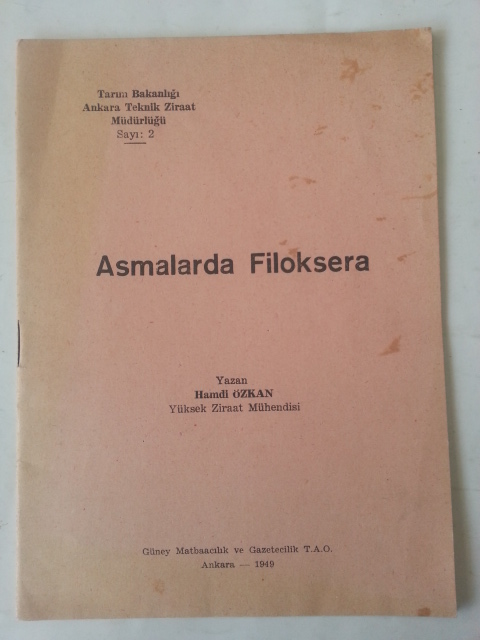 Tarım Bakanlığı
Ankara Teknik Ziraat
Müdürlüğü
Sayı: 2
Asmalarda Filoksera
Yazan
Hamdi ÖZKAN
Yüksek Ziraat Mühendisi
Güney Matbaacılık ve Gazetecilik T.A.O.
Ankara — 1949